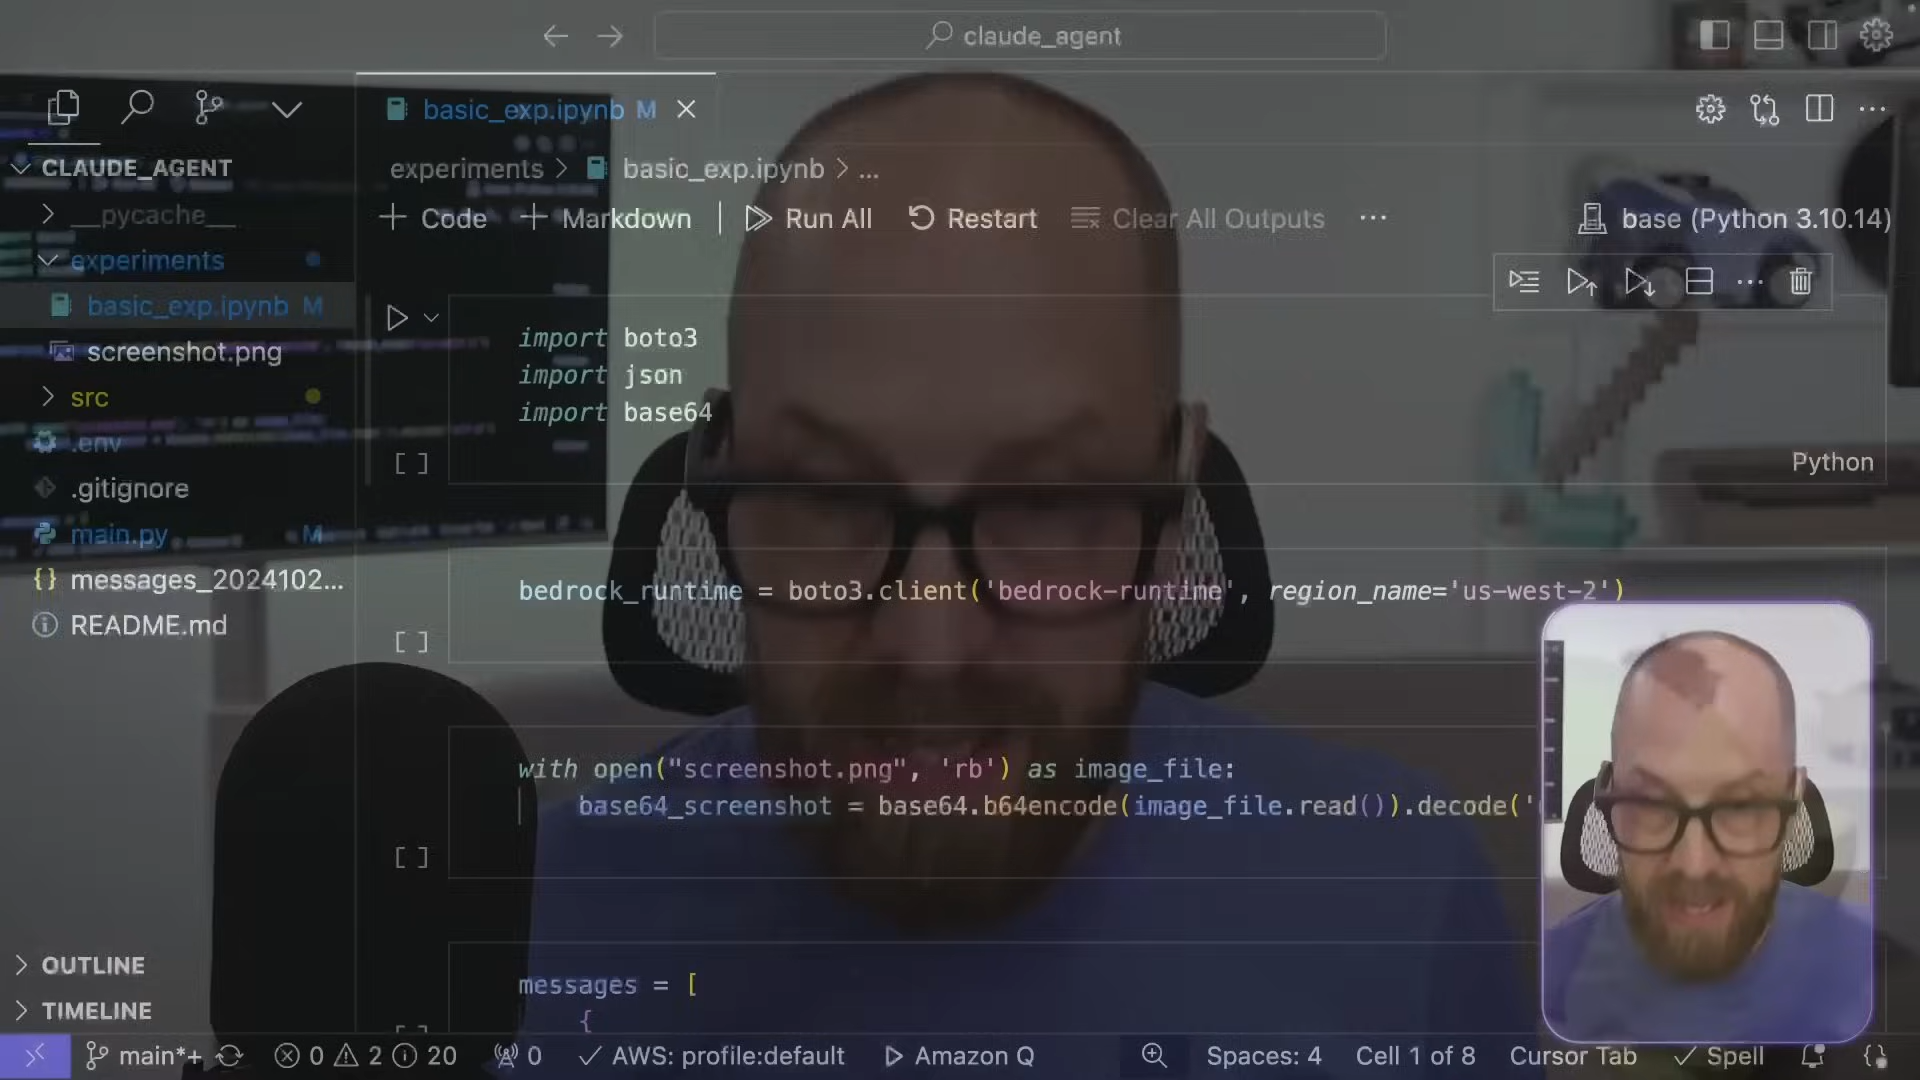 claude_agent
basic_exp.ipynb M
CLAUDE_AGENT
experiments > basic_exp.ipynb > ...
__pycache__
+ Code + Markdown Run All Restart Clear All Outputs ... base (Python 3.10.14)
experiments
basic_exp.ipynb M
screenshot.png
src
.env
.gitignore
main.py M
messages_2024102...
README.md
import boto3
import json
import base64
[ ]
Python
bedrock_runtime = boto3.client('bedrock-runtime', region_name='us-west-2')
[ ]
with open("screenshot.png", 'rb') as image_file:
base64_screenshot = base64.b64encode(image_file.read()).decode('
[ ]
messages = [
{
OUTLINE
TIMELINE
main*+ 0 2 20 0 AWS: profile:default Amazon Q Spaces: 4 Cell 1 of 8 Cursor Tab Spell